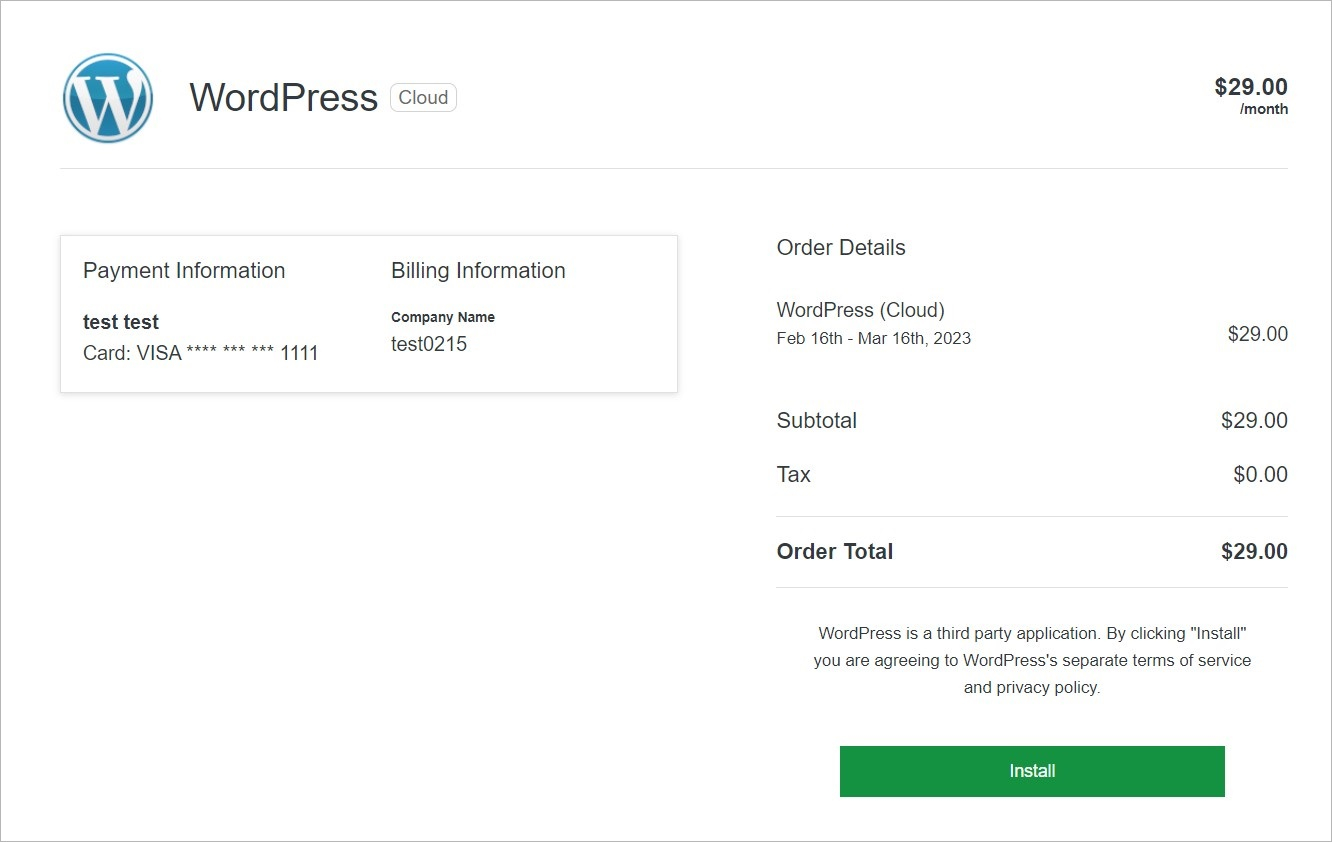 WordPress Cloud
$29.00
/month
Payment Information
test test
Card: VISA **** *** *** 1111
Billing Information
Company Name
test0215
Order Details
WordPress (Cloud)
Feb 16th - Mar 16th, 2023
$29.00
Subtotal $29.00
Tax $0.00
Order Total $29.00
WordPress is a third party application. By clicking "Install"
you are agreeing to WordPress's separate terms of service
and privacy policy.
Install